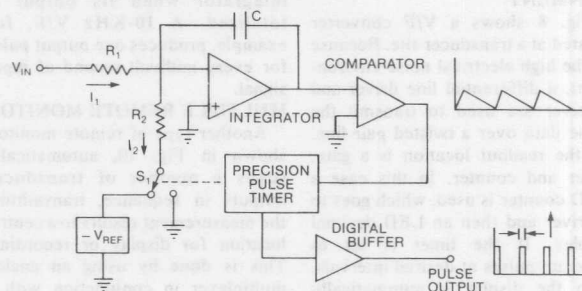 C
R1
VIN
I1
R2
I2
S1
+
INTEGRATOR
COMPARATOR
PRECISION
PULSE
TIMER
DIGITAL
BUFFER
VREF
PULSE
OUTPUT